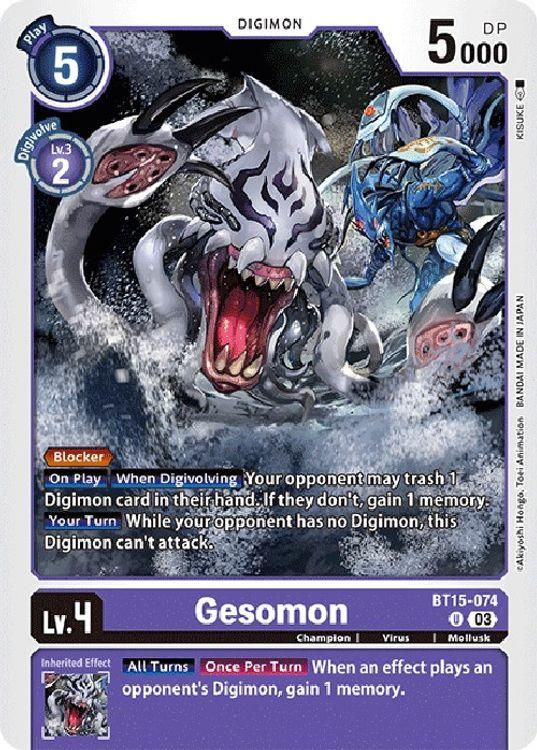 DIGIMON
Play
5
DP
5000
Digivolve
Lv.3
2
KISUKE
©Akiyoshi Hongo, Toei Animation BANDAI MADE IN JAPAN
Blocker
On Play When Digivolving Your opponent may trash 1
Digimon card in their hand. If they don't, gain 1 memory.
Your Turn While your opponent has no Digimon, this
Digimon can't attack.
BT15-074
Lv.4 Gesomon U 03
Champion | Virus | Mollusk
Inherited Effect
All Turns Once Per Turn When an effect plays an
opponent's Digimon, gain 1 memory.